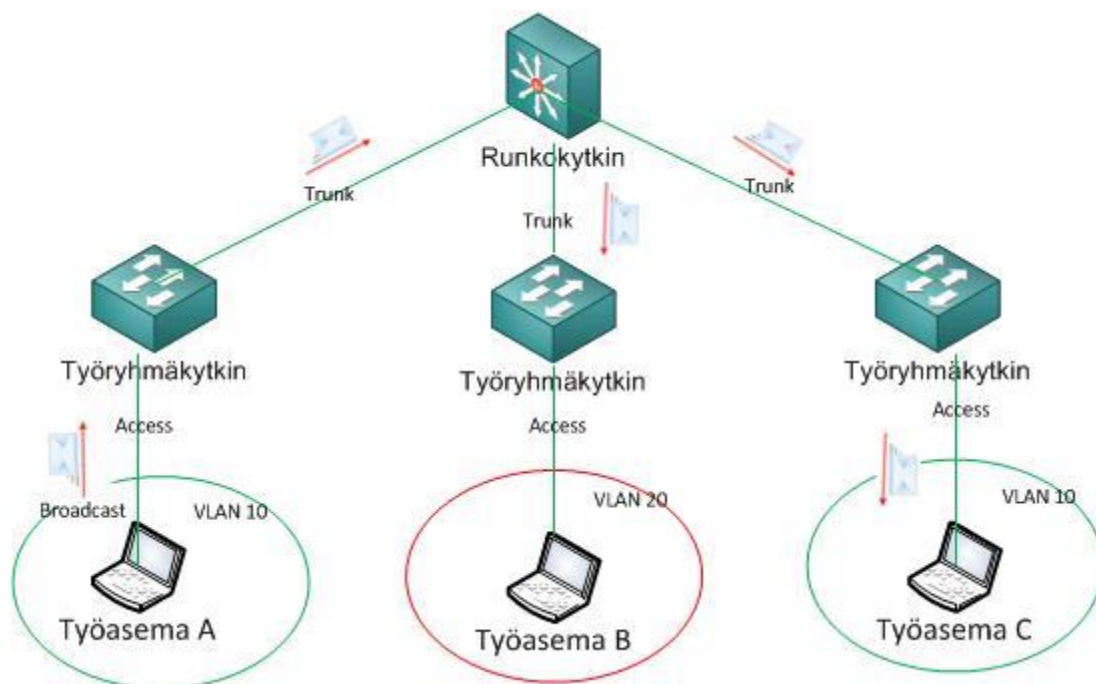 Runkokytkin
Trunk
Trunk
Trunk
Työryhmäkytkin
Työryhmäkytkin
Työryhmäkytkin
Access
Access
Access
Broadcast
VLAN 10
VLAN 20
VLAN 10
Työasema A
Työasema B
Työasema C